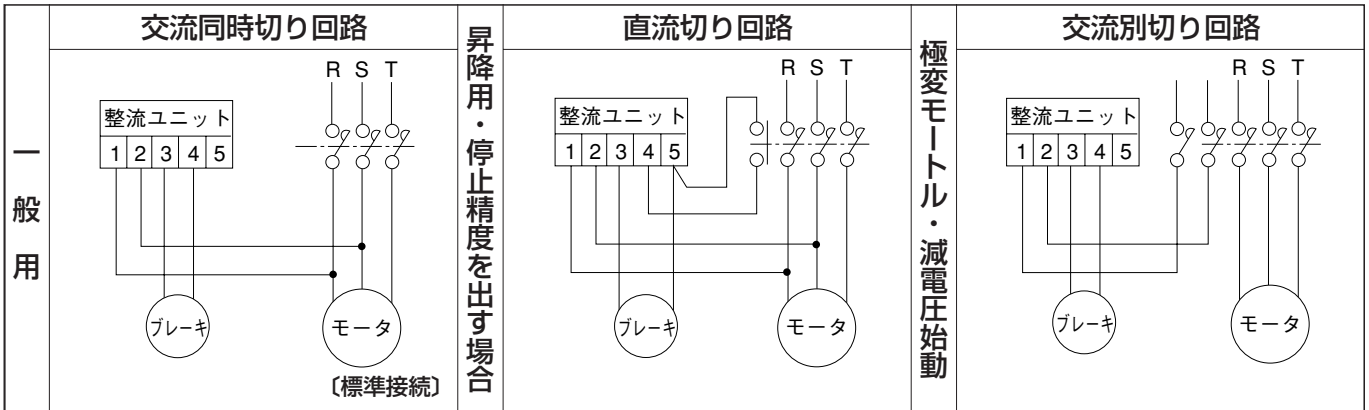 一般用
交流同時切り回路
R S T
整流ユニット
1 2 3 4 5
ブレーキ
モータ
〔標準接続〕
昇降用・停止精度を出す場合
直流切り回路
R S T
整流ユニット
1 2 3 4 5
ブレーキ
モータ
極変モートル・減電圧始動
交流別切り回路
R S T
整流ユニット
1 2 3 4 5
ブレーキ
モータ